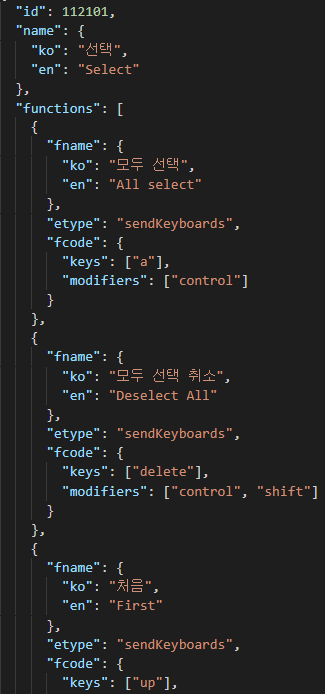 "id": 112101,
"name": {
"ko": "선택",
"en": "Select"
},
"functions": [
{
"fname": {
"ko": "모두 선택",
"en": "All select"
},
"etype": "sendKeyboards",
"fcode": {
"keys": ["a"],
"modifiers": ["control"]
}
},
{
"fname": {
"ko": "모두 선택 취소",
"en": "Deselect All"
},
"etype": "sendKeyboards",
"fcode": {
"keys": ["delete"],
"modifiers": ["control", "shift"]
}
},
{
"fname": {
"ko": "처음",
"en": "First"
},
"etype": "sendKeyboards",
"fcode": {
"keys": ["up"],